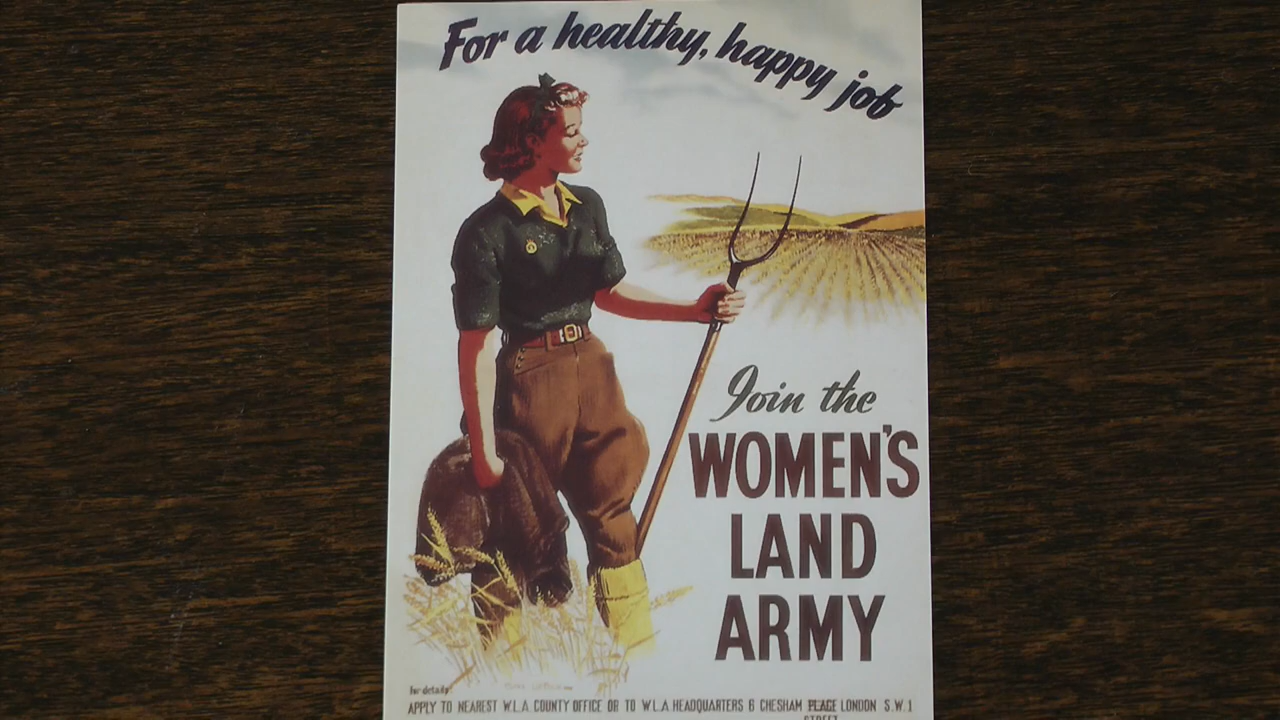 For a healthy, happy job
Join the
WOMEN'S
LAND
ARMY
for details:
APPLY TO NEAREST W.L.A. COUNTY OFFICE OR TO W.L.A HEADQUARTERS 6 CHESHAM PLACE LONDON S.W.1
STREET